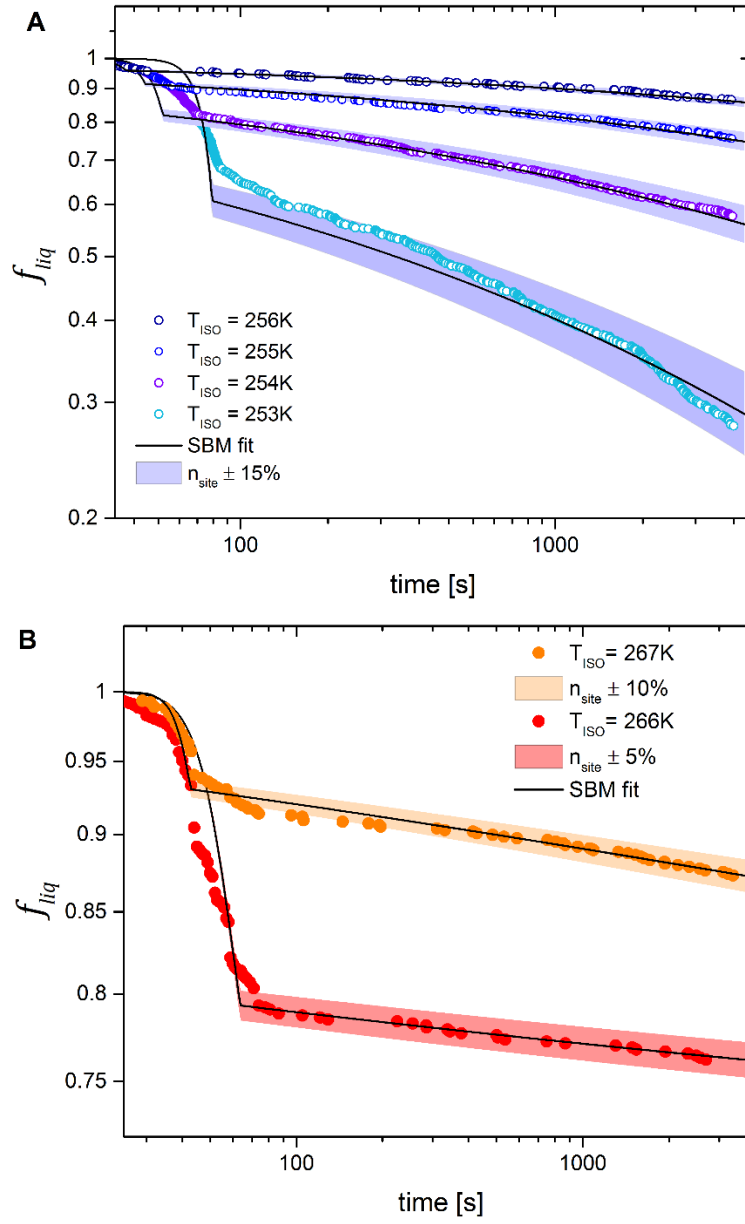 A
1
0.9
0.8
0.7
0.6
0.5
0.4
0.3
0.2
f_liq
T_ISO = 256K
T_ISO = 255K
T_ISO = 254K
T_ISO = 253K
SBM fit
n_site ± 15%
100
1000
time [s]
B
1
0.95
0.9
0.85
0.8
0.75
f_liq
T_ISO = 267K
n_site ± 10%
T_ISO = 266K
n_site ± 5%
SBM fit
100
1000
time [s]